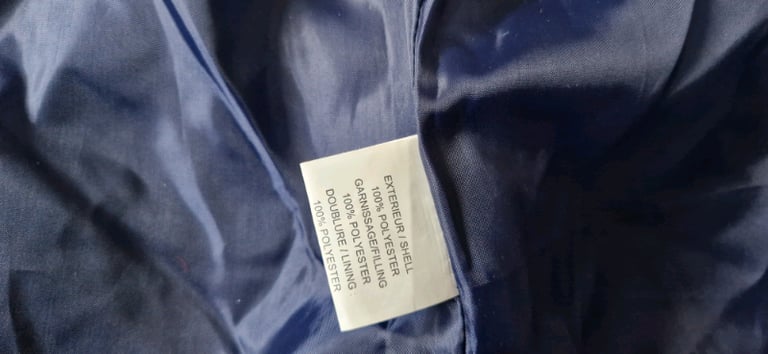 EXTERIEUR / SHELL
100% POLYESTER
GARNISSAGE/FILLING
100% POLYESTER
DOUBLURE / LINING :
100% POLYESTER